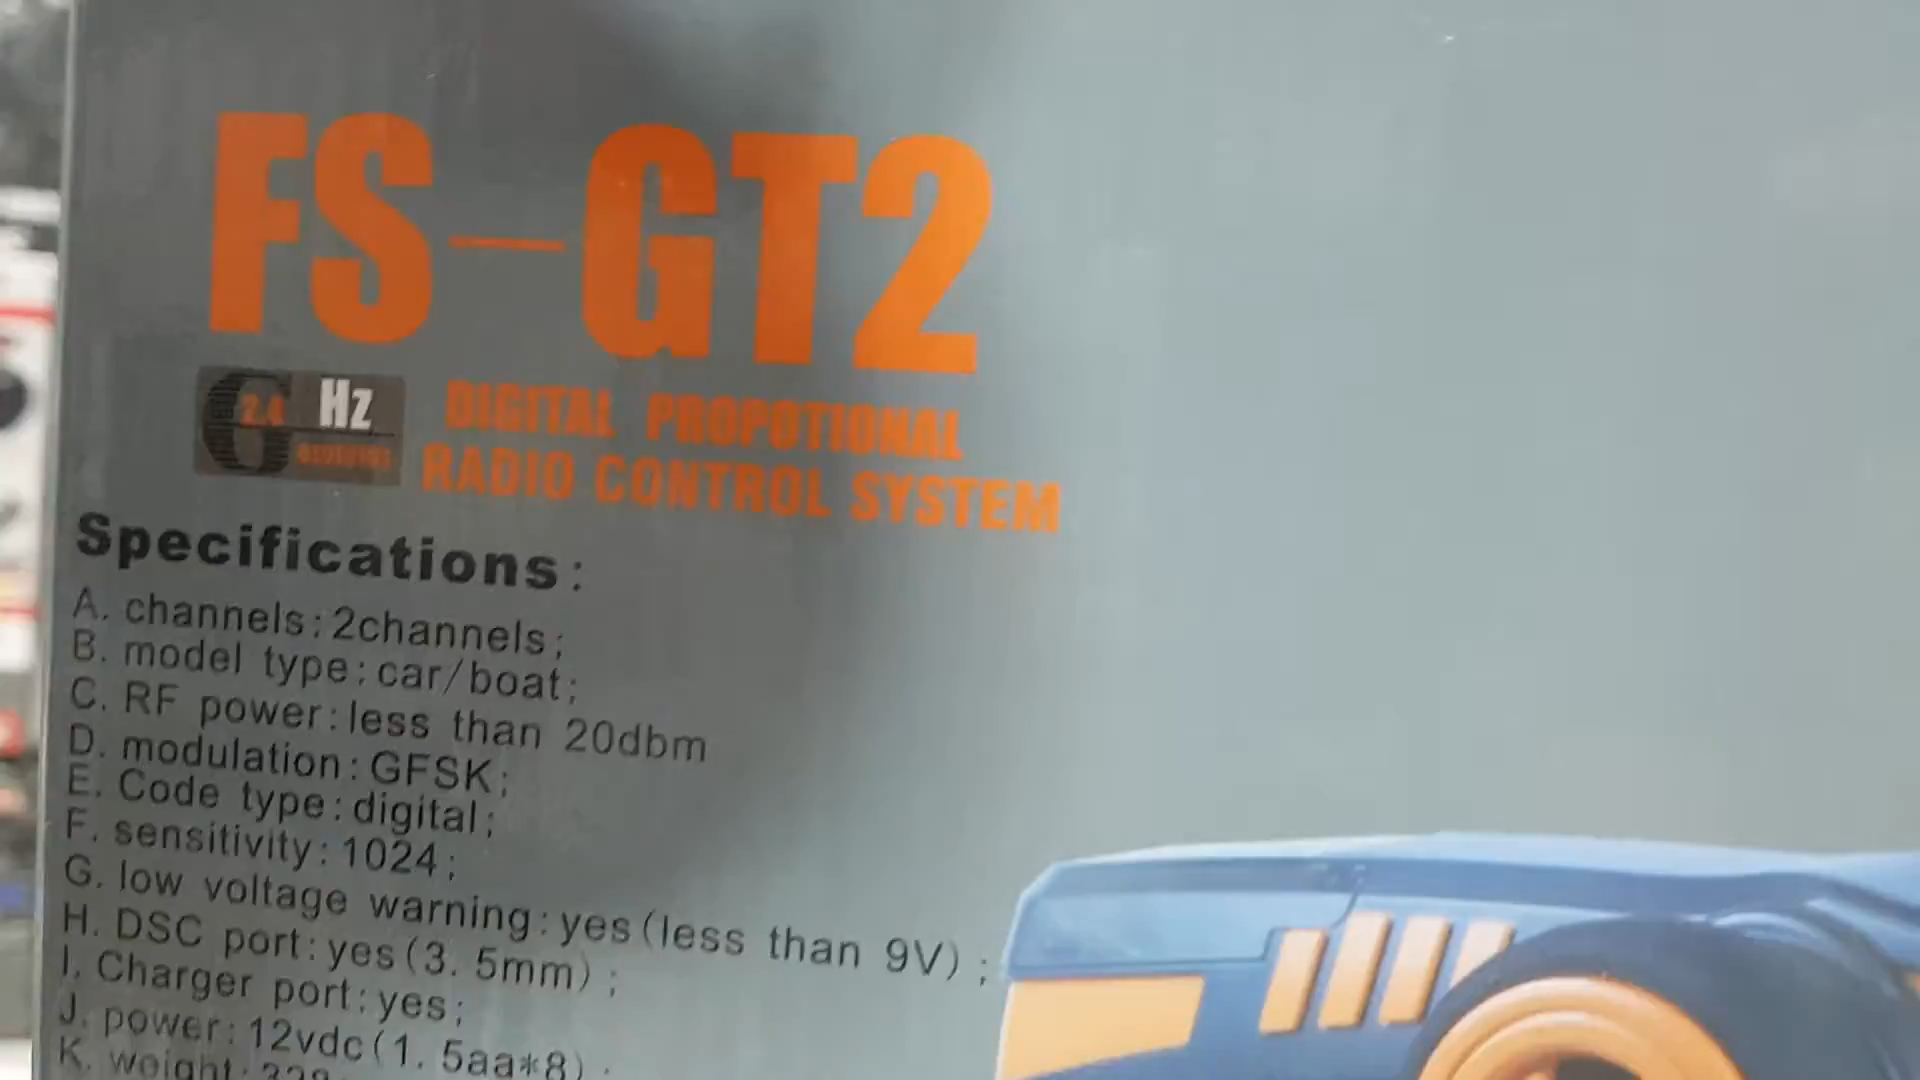 FS-GT2
2.4 G Hz
DIGITAL PROPOTIONAL
RADIO CONTROL SYSTEM
Specifications:
A. channels:2channels;
B. model type:car/boat;
C. RF power:less than 20dbm
D. modulation:GFSK;
E. Code type:digital;
F. sensitivity:1024;
G. low voltage warning:yes(less than 9V);
H. DSC port:yes(3. 5mm);
I. Charger port:yes;
J. power:12vdc(1. 5aa*8)
K. weight:328